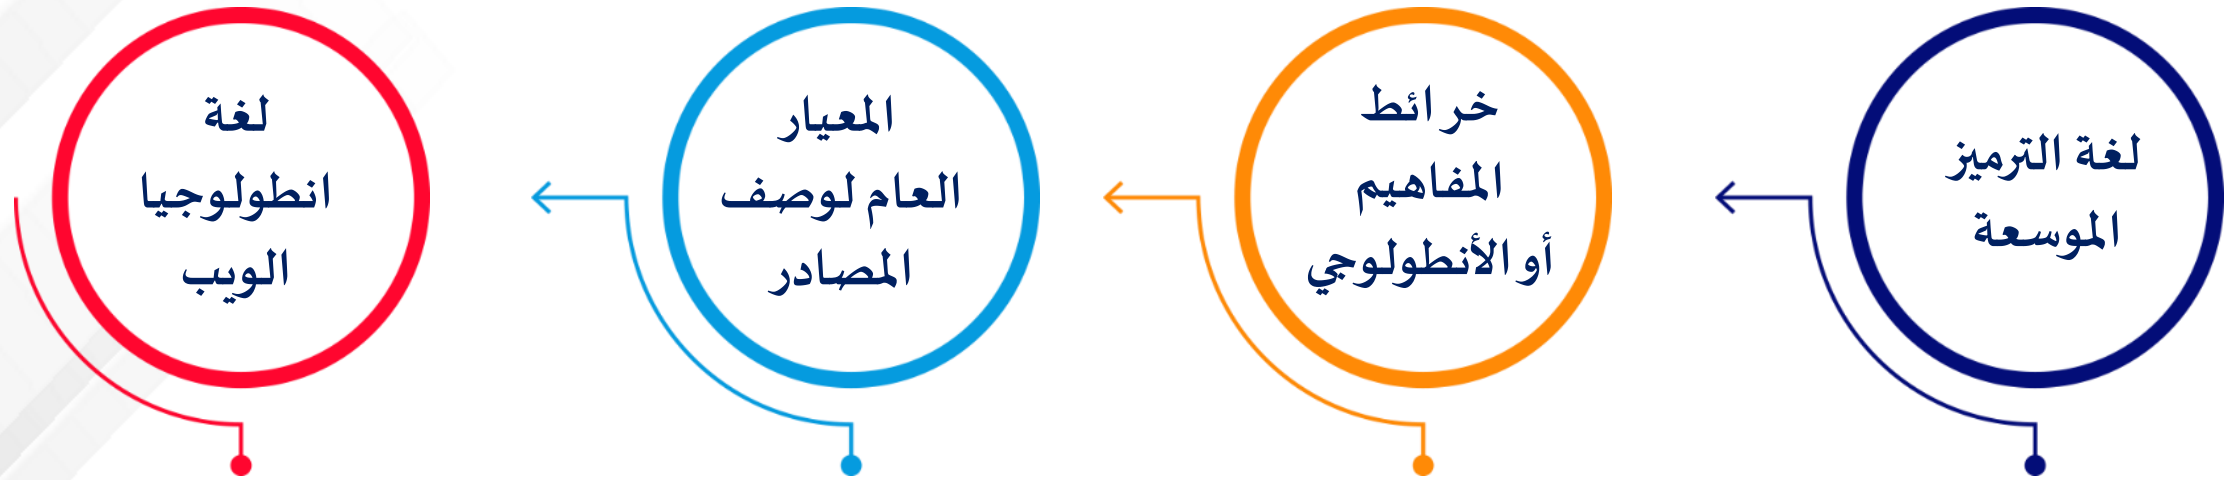 لغة الترميز
الموسعة
خرائط
المفاهيم
أو الأنطولوجي
المعيار
العام لوصف
المصادر
لغة
انطولوجيا
الويب